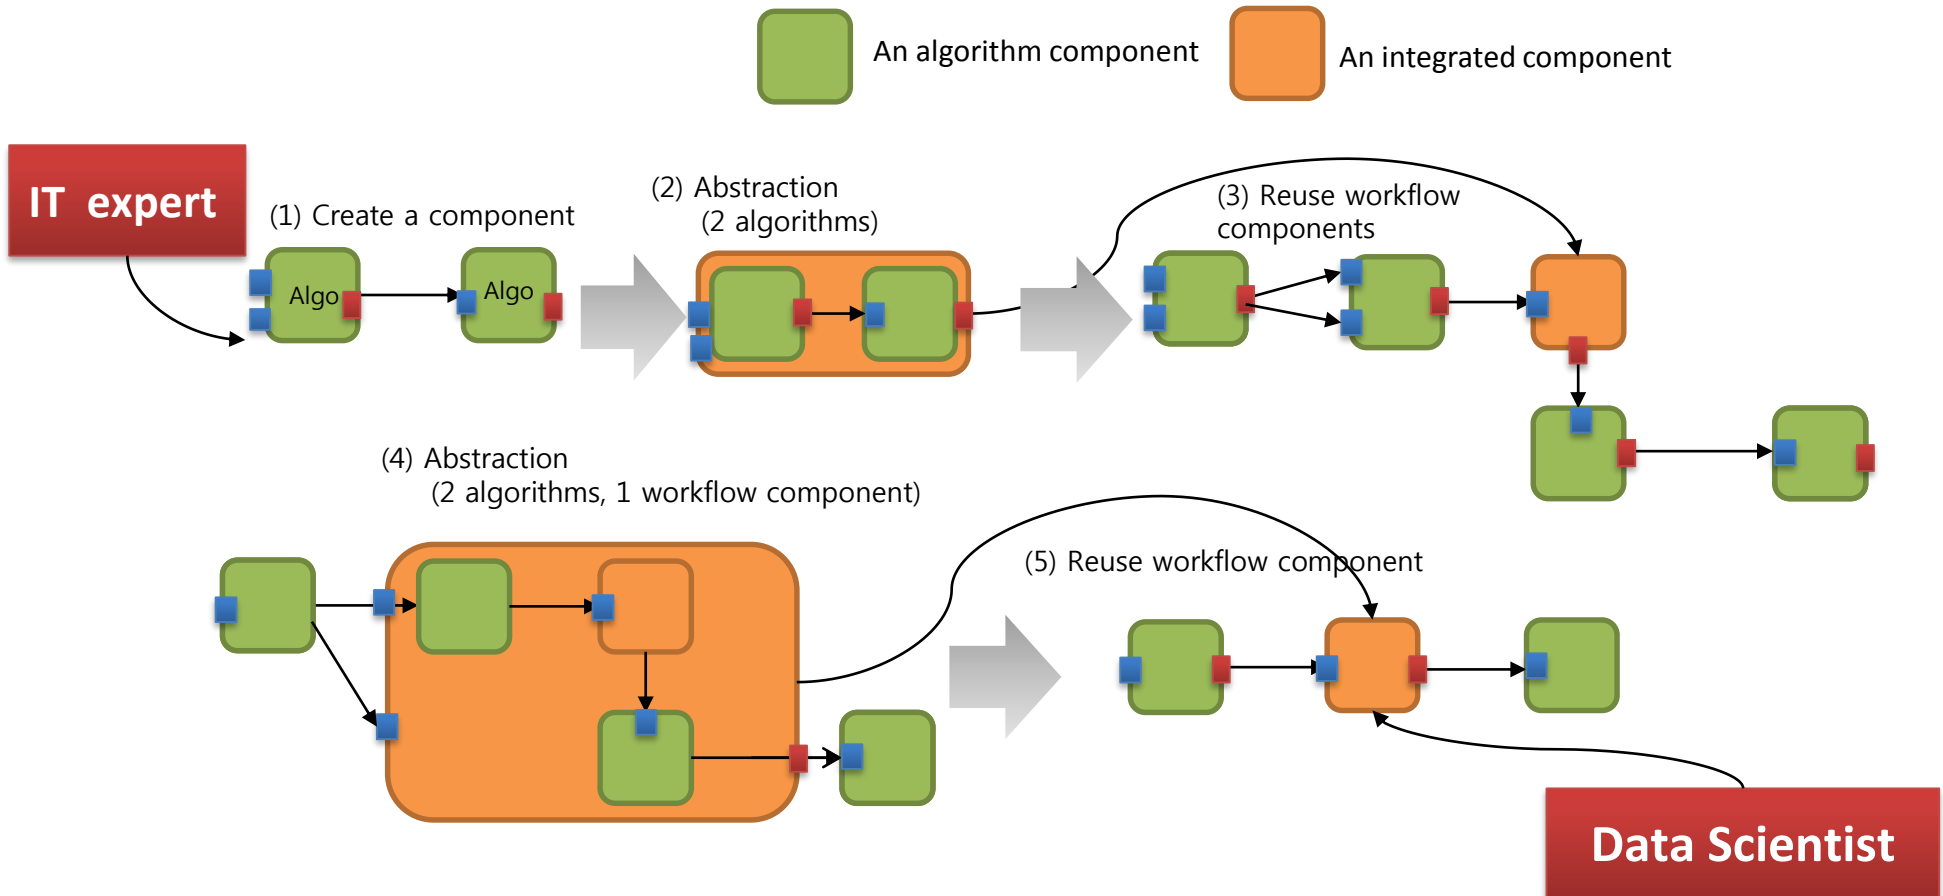 An algorithm component
An integrated component
IT expert
(1) Create a component
Algo
Algo
(2) Abstraction
(2 algorithms)
(3) Reuse workflow
components
(4) Abstraction
(2 algorithms, 1 workflow component)
(5) Reuse workflow component
Data Scientist